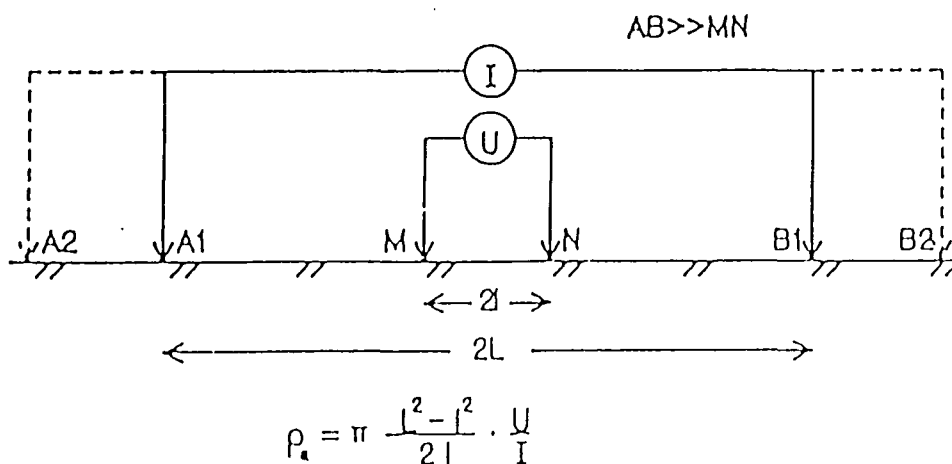 AB>>MN
I
U
A2 A1 M N B1 B2
2l
2L
ρₐ = π (L² - l²) / 2l · U / I